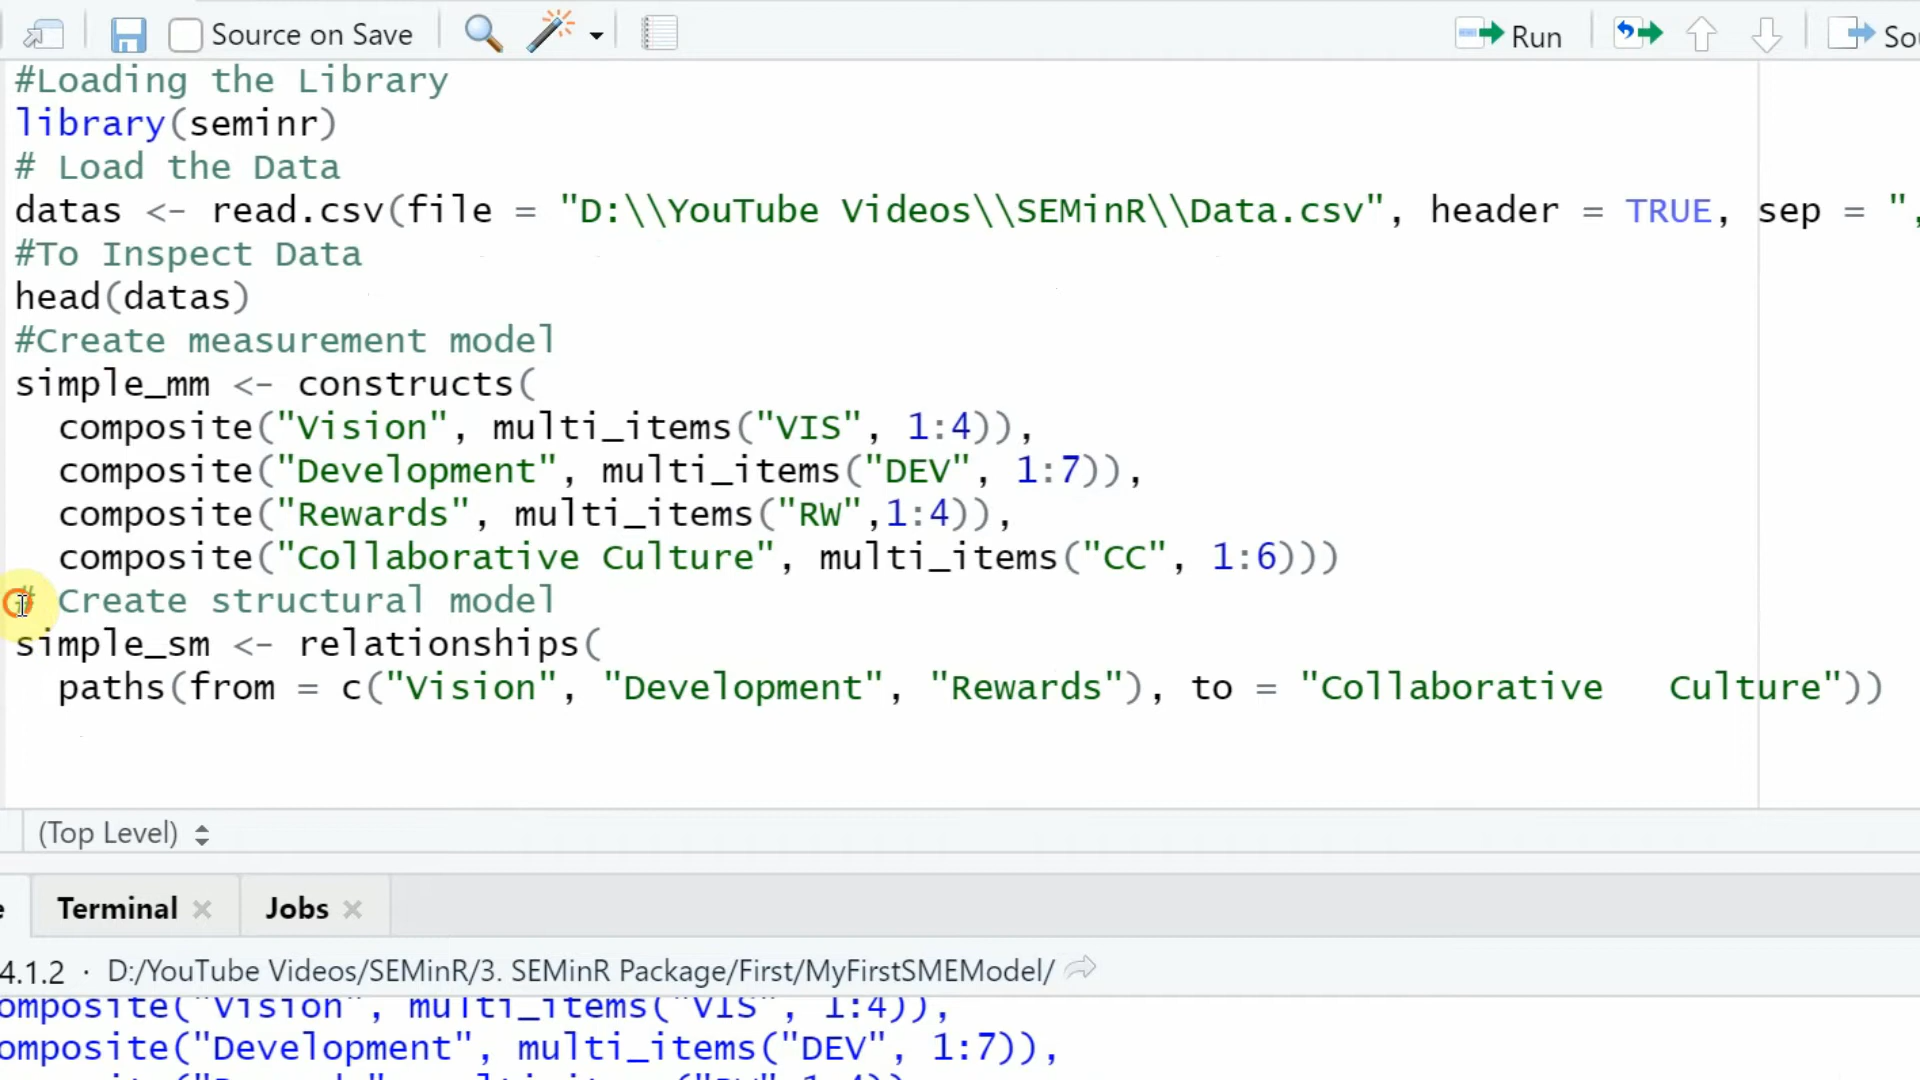 Source on Save Run Sou
#Loading the Library
library(seminr)
# Load the Data
datas <- read.csv(file = "D:\\YouTube Videos\\SEMinR\\Data.csv", header = TRUE, sep = ",
#To Inspect Data
head(datas)
#Create measurement model
simple_mm <- constructs(
  composite("Vision", multi_items("VIS", 1:4)),
  composite("Development", multi_items("DEV", 1:7)),
  composite("Rewards", multi_items("RW",1:4)),
  composite("Collaborative Culture", multi_items("CC", 1:6)))
# Create structural model
simple_sm <- relationships(
  paths(from = c("Vision", "Development", "Rewards"), to = "Collaborative   Culture"))
(Top Level)
Terminal Jobs
4.1.2 · D:/YouTube Videos/SEMinR/3. SEMinR Package/First/MyFirstSMEModel/
omposite("Vision", multi_items("VIS", 1:4)),
omposite("Development", multi_items("DEV", 1:7)),